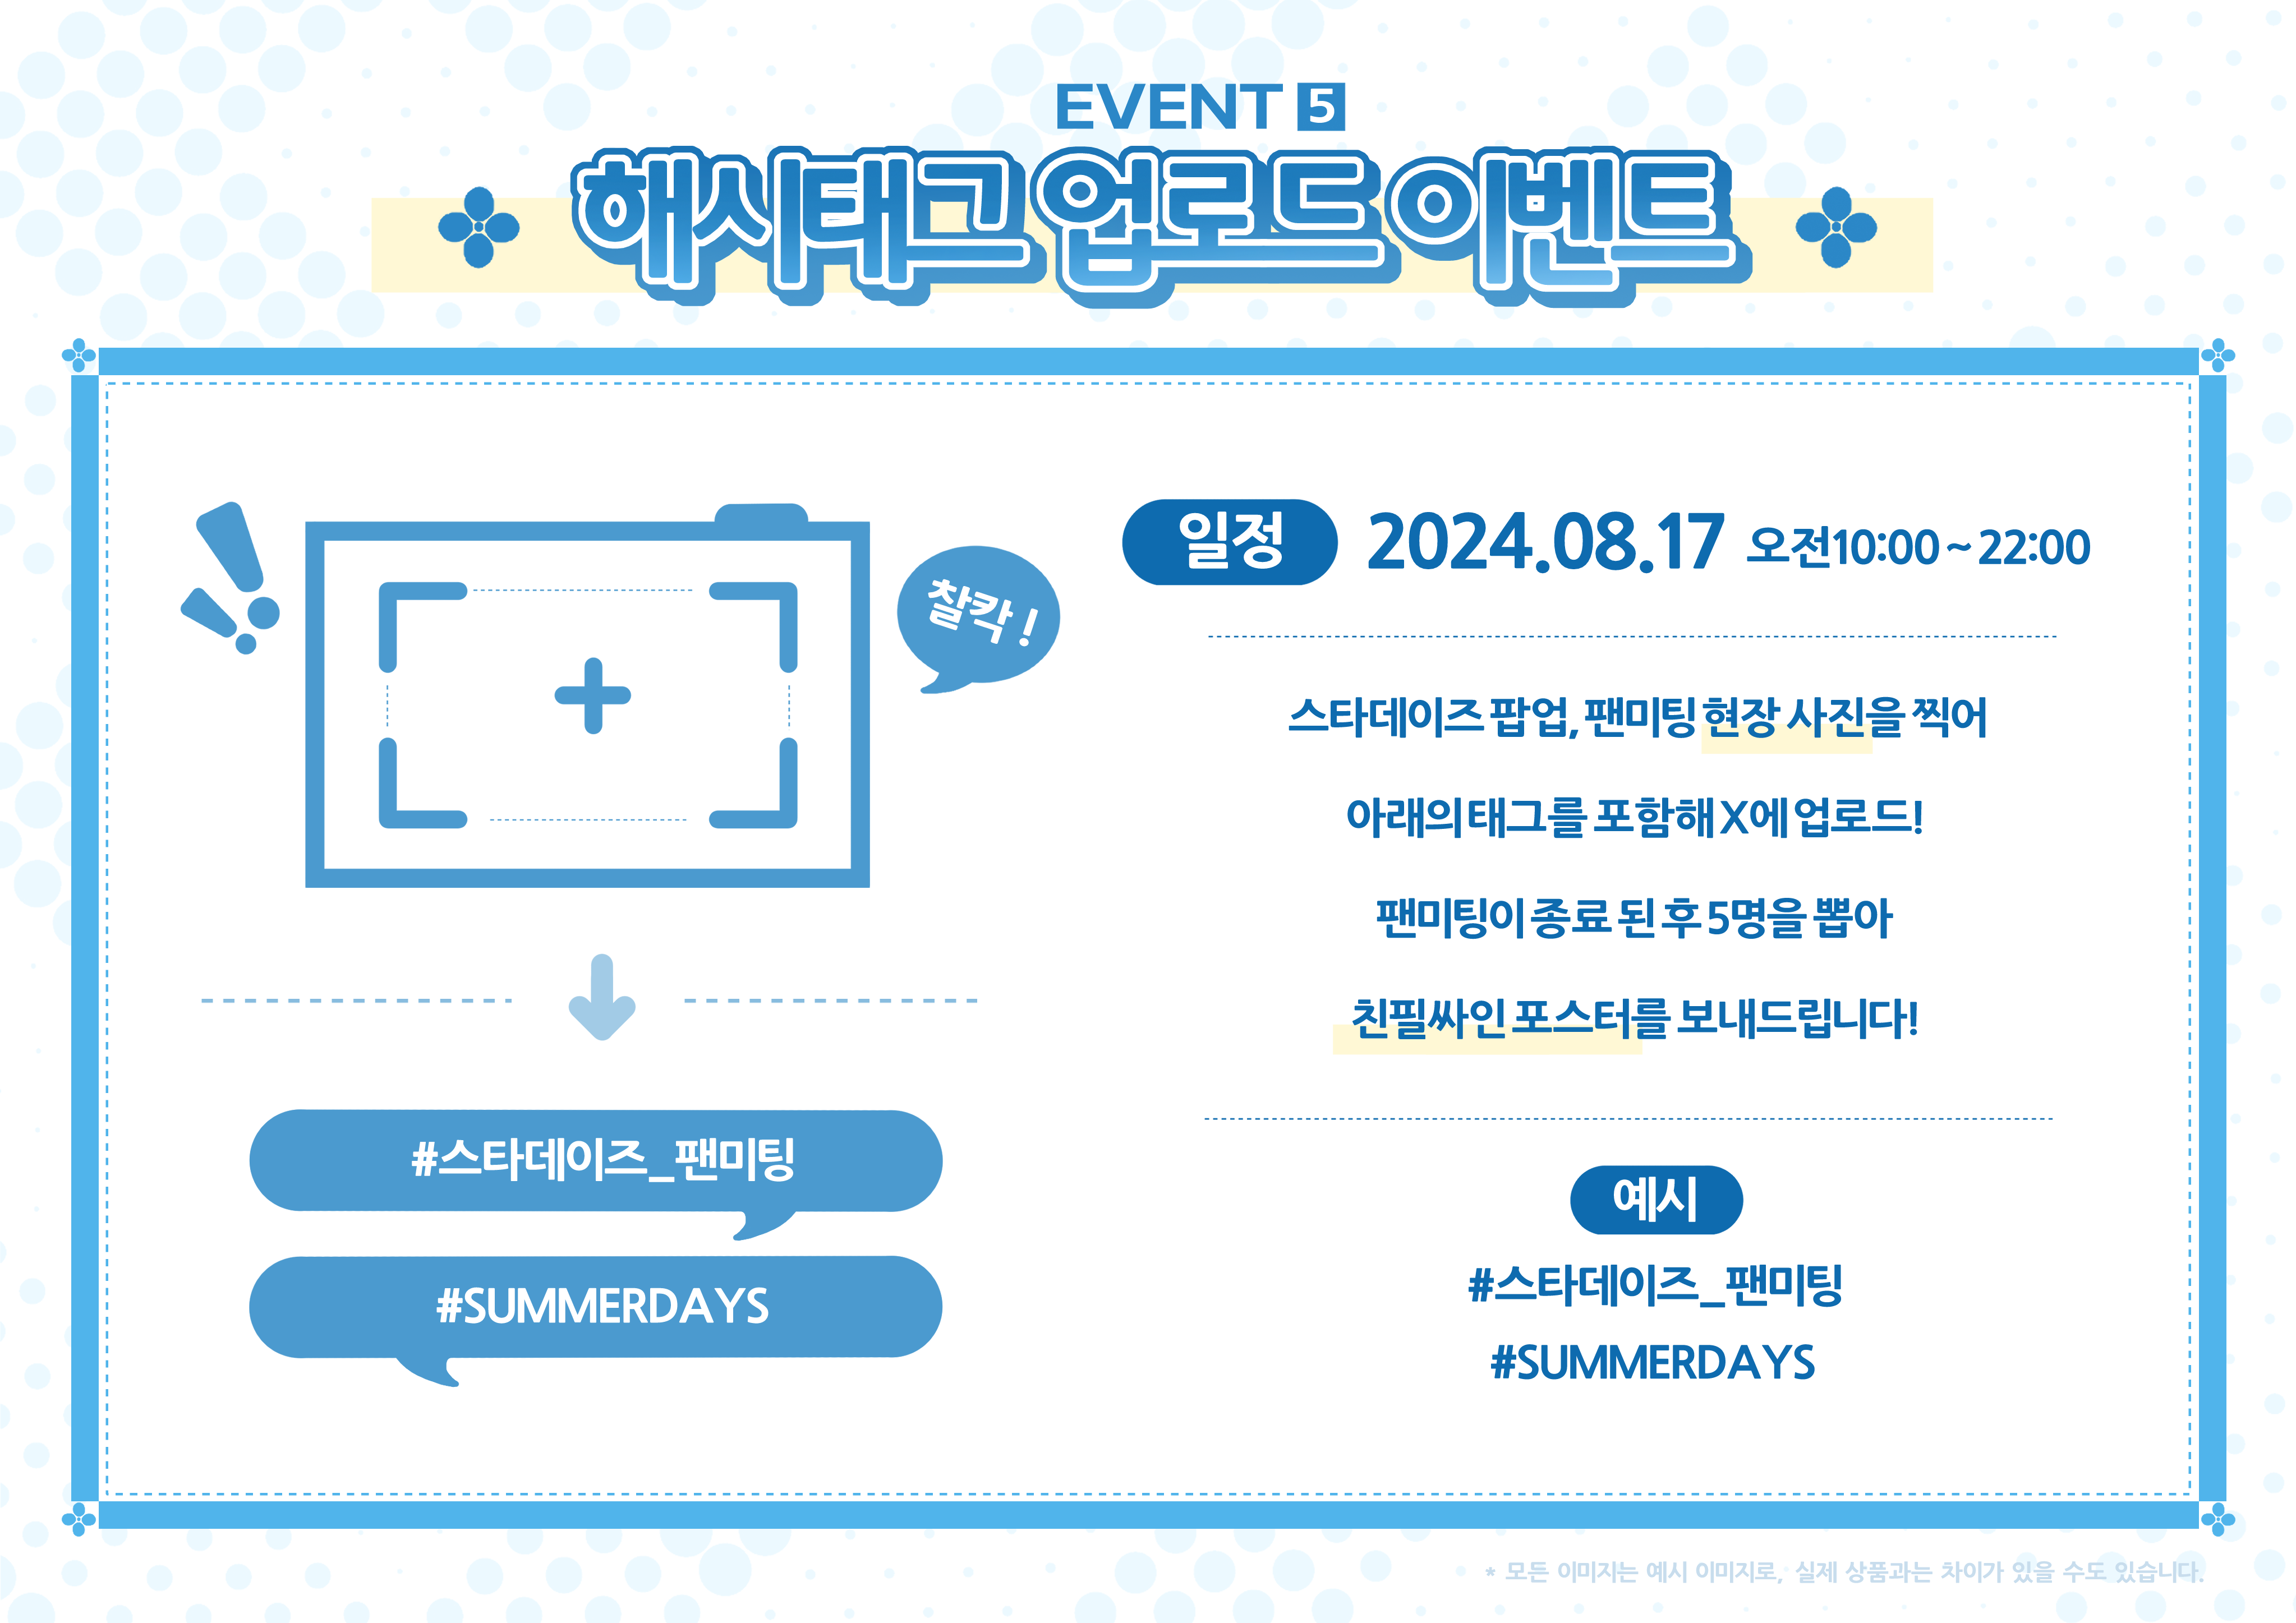 EVENT 5
해시태그 업로드 이벤트
찰칵!
#스타데이즈_팬미팅
#SUMMERDAYS
일정 2024.08.17 오전10:00 ~ 22:00
스타데이즈 팝업, 팬미팅 현장 사진을 찍어
아래의 태그를 포함해 X에 업로드!
팬미팅이 종료 된 후 5명을 뽑아
친필싸인 포스터를 보내드립니다!
예시
#스타데이즈_팬미팅
#SUMMERDAYS
* 모든 이미지는 예시 이미지로, 실제 상품과는 차이가 있을 수도 있습니다.